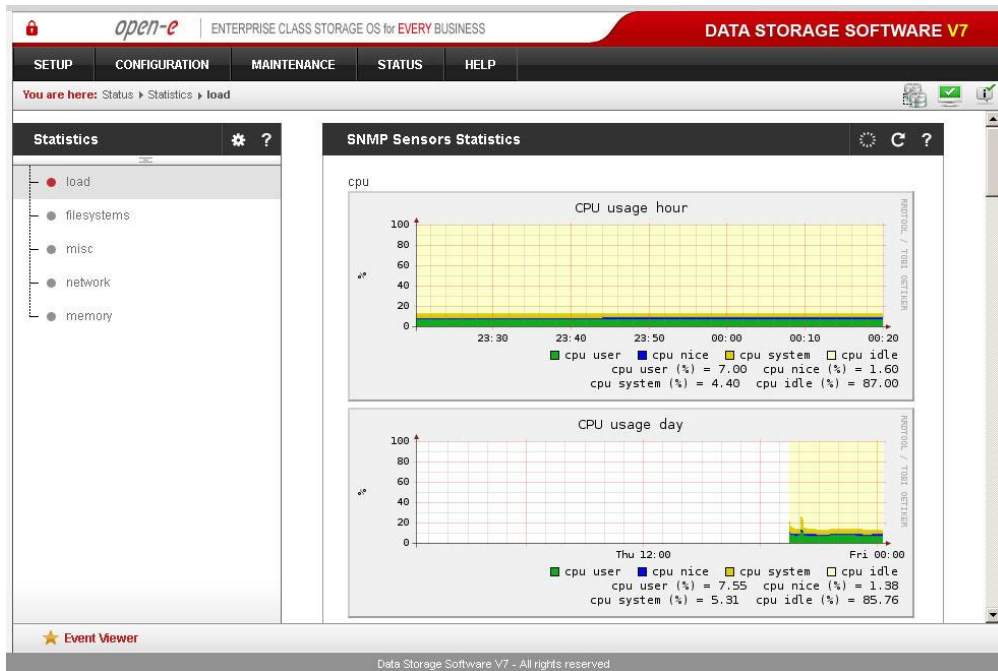 open-e
ENTERPRISE CLASS STORAGE OS for EVERY BUSINESS
DATA STORAGE SOFTWARE V7
SETUP CONFIGURATION MAINTENANCE STATUS HELP
You are here: Status Statistics load
Statistics ?
load
filesystems
misc
network
memory
SNMP Sensors Statistics ?
cpu
CPU usage hour
RRDTOOL / TOBI OETIKER
%
100
80
60
40
20
0
23:30 23:40 23:50 00:00 00:10 00:20
cpu user cpu nice cpu system cpu idle
cpu user (%) = 7.00 cpu nice (%) = 1.60
cpu system (%) = 4.40 cpu idle (%) = 87.00
CPU usage day
RRDTOOL / TOBI OETIKER
%
100
80
60
40
20
0
Thu 12:00 Fri 00:00
cpu user cpu nice cpu system cpu idle
cpu user (%) = 7.55 cpu nice (%) = 1.38
cpu system (%) = 5.31 cpu idle (%) = 85.76
Event Viewer
Data Storage Software V7 - All rights reserved